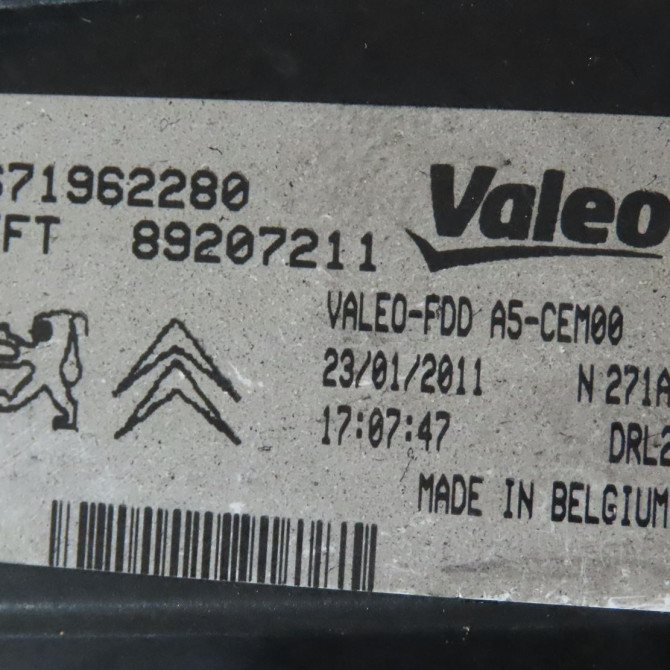 71962280
FT 89207211
Valeo
VALEO-FDD A5-CEM00
23/01/2011 N 271A
17:07:47 DRL2
MADE IN BELGIUM